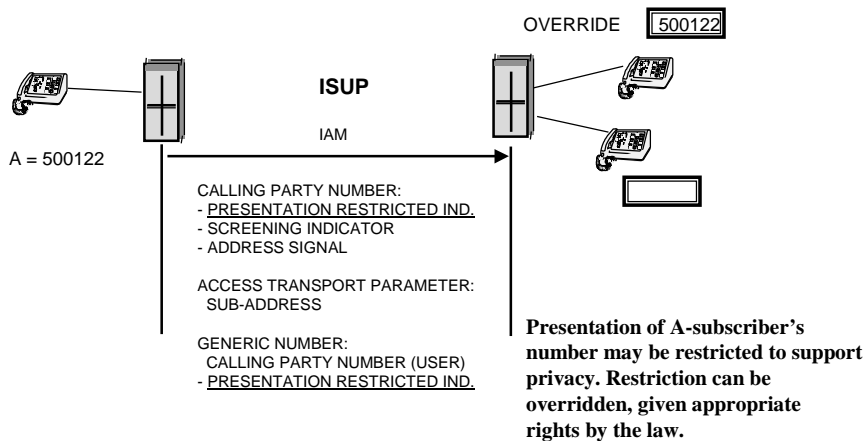 OVERRIDE 500122
ISUP
IAM
A = 500122
CALLING PARTY NUMBER:
- PRESENTATION RESTRICTED IND.
- SCREENING INDICATOR
- ADDRESS SIGNAL
ACCESS TRANSPORT PARAMETER:
SUB-ADDRESS
GENERIC NUMBER:
CALLING PARTY NUMBER (USER)
- PRESENTATION RESTRICTED IND.
Presentation of A-subscriber's
number may be restricted to support
privacy. Restriction can be
overridden, given appropriate
rights by the law.